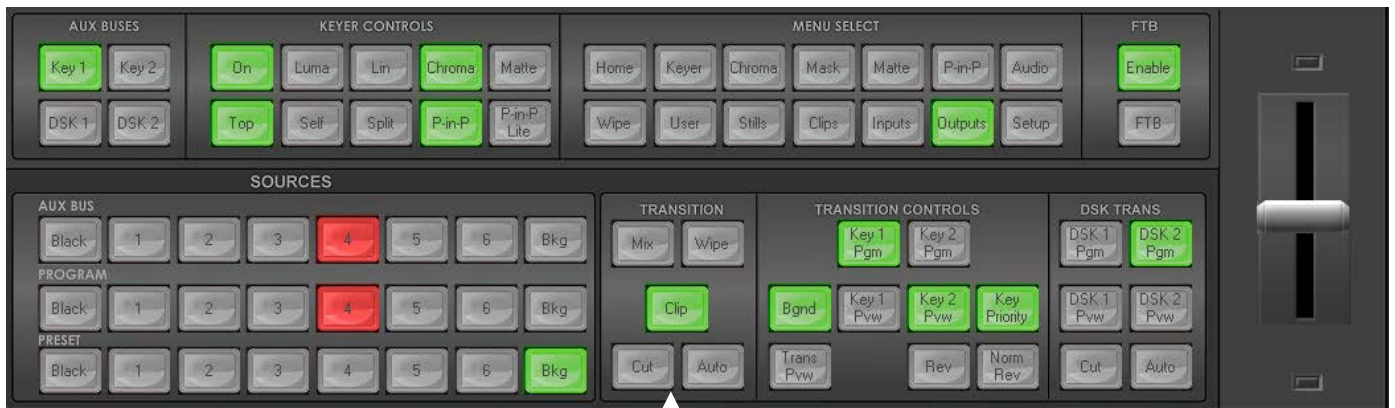 AUX BUSES
KEYER CONTROLS
MENU SELECT
FTB
Key 1 Key 2
On Luma Lin Chroma Matte
Home Keyer Chroma Mask Matte P-in-P Audio
Enable
DSK 1 DSK 2
Top Self Split P-in-P P-in-P Lite
Wipe User Stills Clips Inputs Outputs Setup
FTB
SOURCES
AUX BUS
Black 1 2 3 4 5 6 Bkg
PROGRAM
Black 1 2 3 4 5 6 Bkg
PRESET
Black 1 2 3 4 5 6 Bkg
TRANSITION
Mix Wipe
Clip
Cut Auto
TRANSITION CONTROLS
Key 1 Pgm Key 2 Pgm
Bgnd Key 1 Pvw Key 2 Pvw Key Priority
Trans Pvw Rev Norm Rev
DSK TRANS
DSK 1 Pgm DSK 2 Pgm
DSK 1 Pvw DSK 2 Pvw
Cut Auto